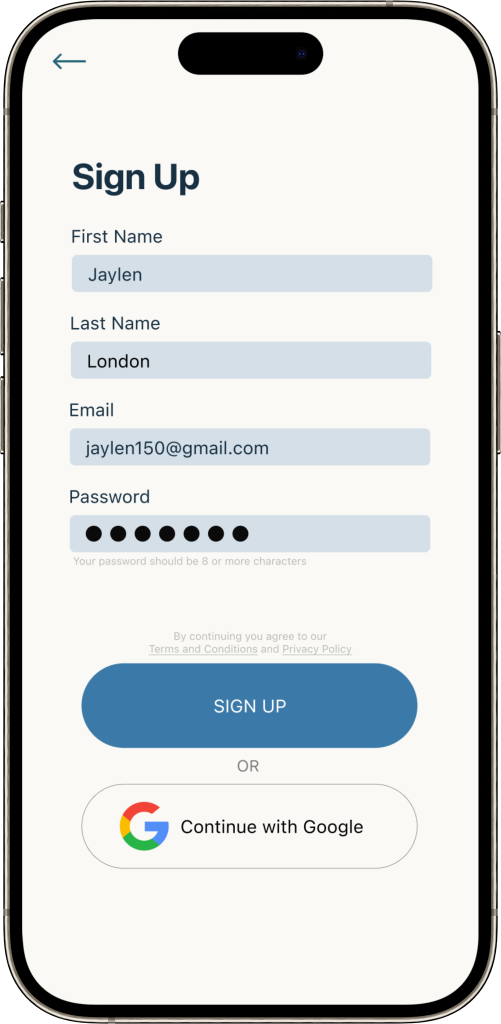 Sign Up
First Name
Jaylen
Last Name
London
Email
jaylen150@gmail.com
Password
Your password should be 8 or more characters
By continuing you agree to our
Terms and Conditions and Privacy Policy
SIGN UP
OR
Continue with Google